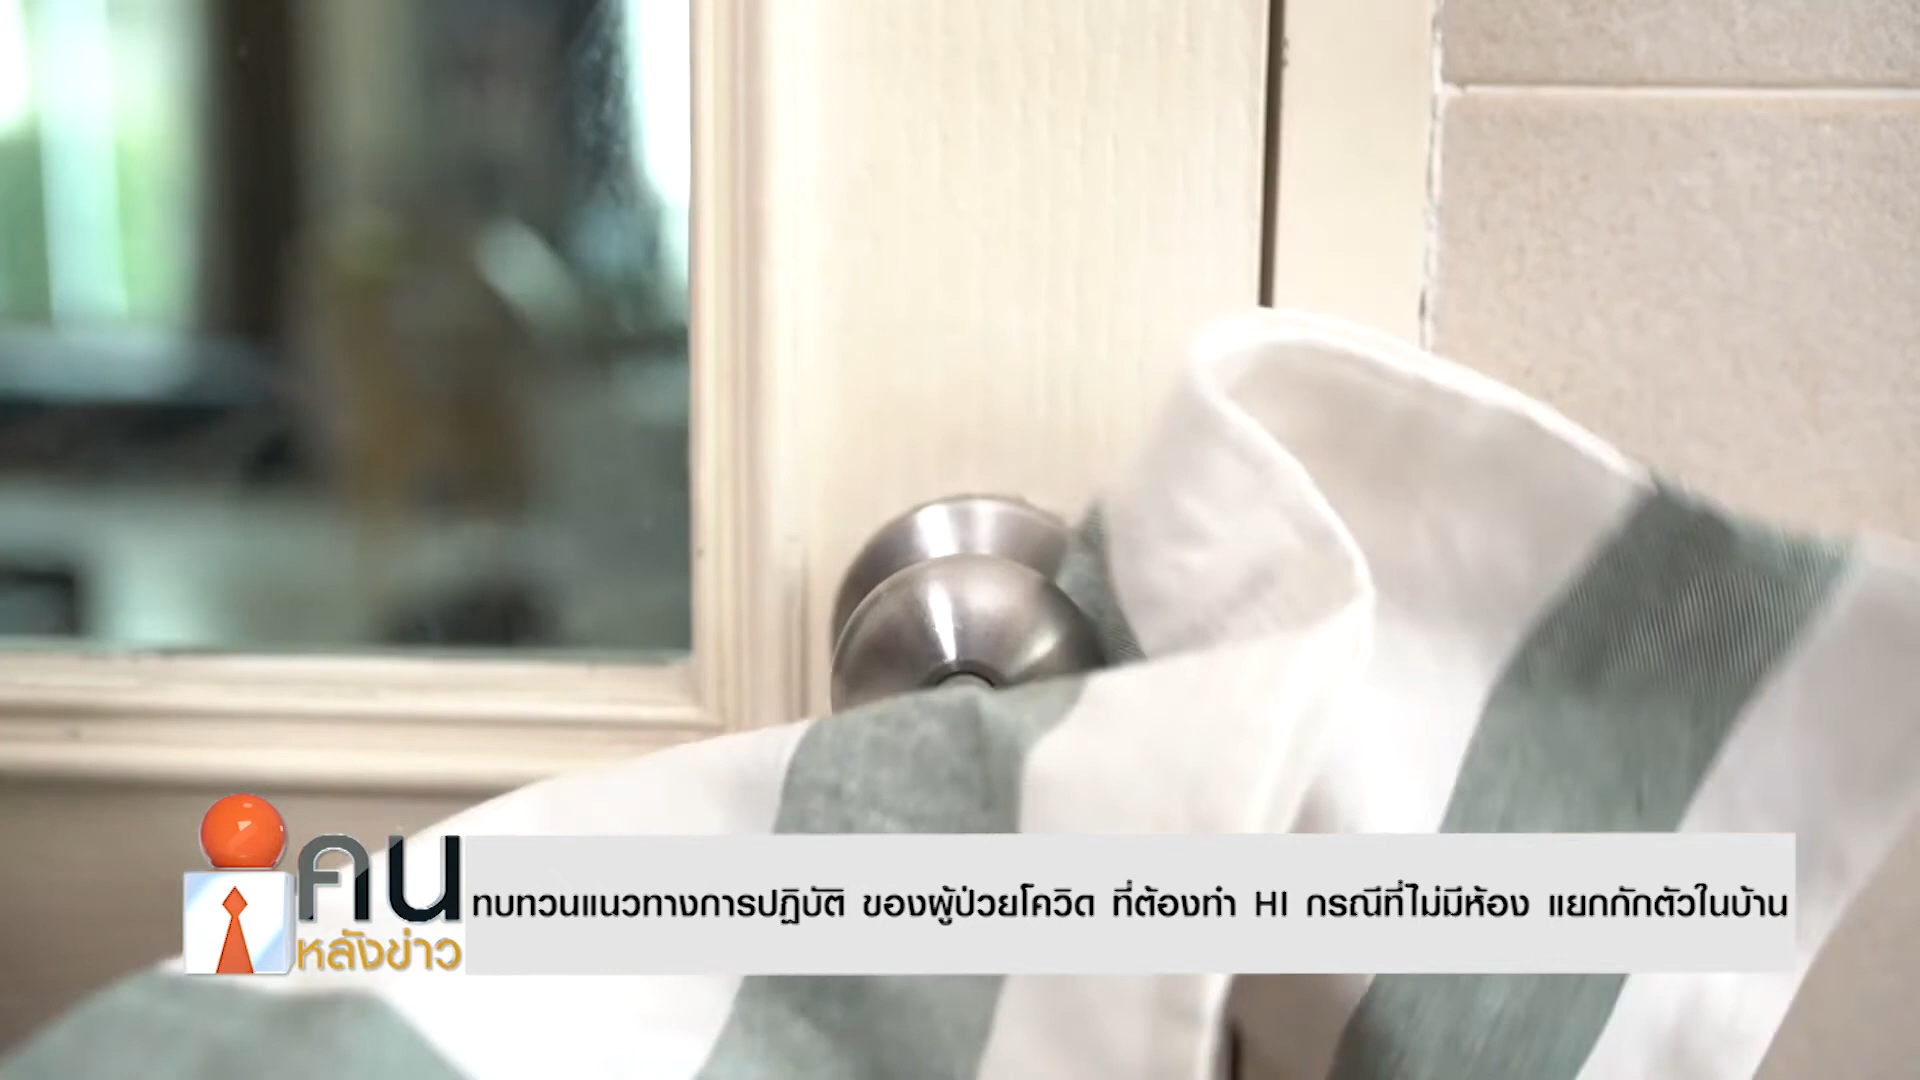 คน
หลังข่าว
ทบทวนแนวทางการปฏิบัติ ของผู้ป่วยโควิด ที่ต้องทำ HI กรณีที่ไม่มีห้อง แยกกักตัวในบ้าน